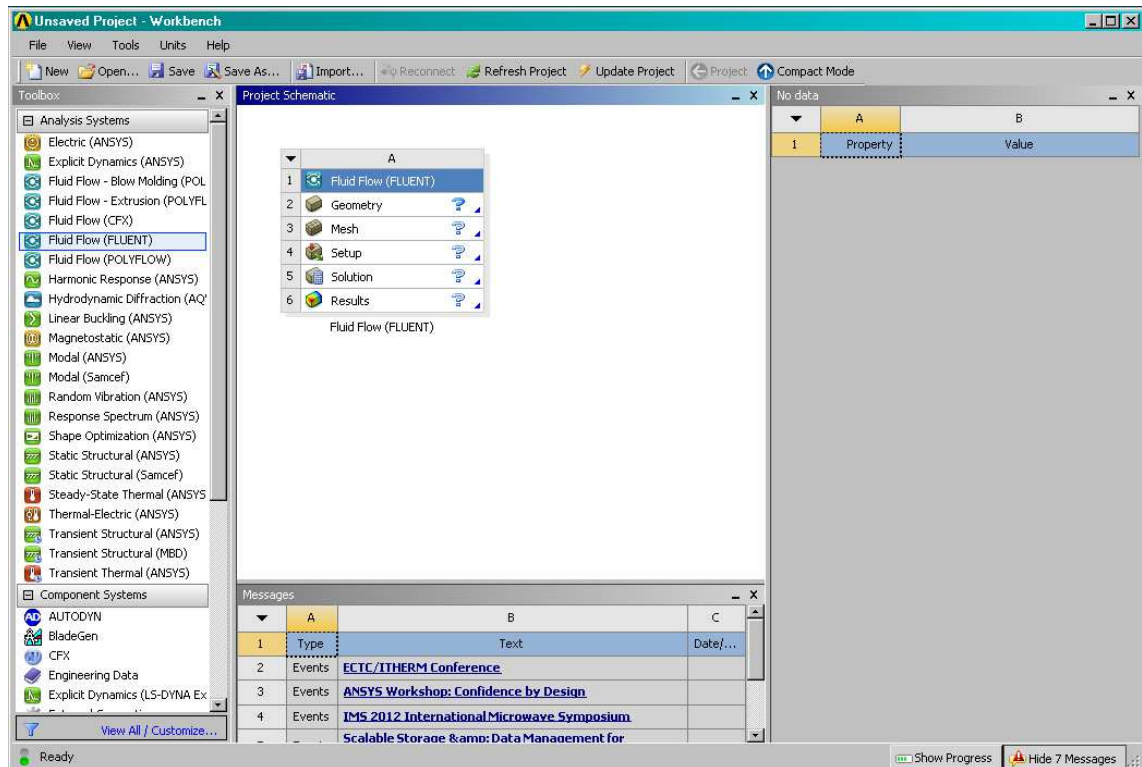 Unsaved Project - Workbench
File View Tools Units Help
New Open... Save Save As... Import... Reconnect Refresh Project Update Project Project Compact Mode
Toolbox
Analysis Systems
Electric (ANSYS)
Explicit Dynamics (ANSYS)
Fluid Flow - Blow Molding (POL
Fluid Flow - Extrusion (POLYFL
Fluid Flow (CFX)
Fluid Flow (FLUENT)
Fluid Flow (POLYFLOW)
Harmonic Response (ANSYS)
Hydrodynamic Diffraction (AQ'
Linear Buckling (ANSYS)
Magnetostatic (ANSYS)
Modal (ANSYS)
Modal (Samcef)
Random Vibration (ANSYS)
Response Spectrum (ANSYS)
Shape Optimization (ANSYS)
Static Structural (ANSYS)
Static Structural (Samcef)
Steady-State Thermal (ANSYS
Thermal-Electric (ANSYS)
Transient Structural (ANSYS)
Transient Structural (MBD)
Transient Thermal (ANSYS)
Component Systems
AUTODYN
BladeGen
CFX
Engineering Data
Explicit Dynamics (LS-DYNA Ex
View All / Customize...
Project Schematic
A
1 Fluid Flow (FLUENT)
2 Geometry ?
3 Mesh ?
4 Setup ?
5 Solution ?
6 Results ?
Fluid Flow (FLUENT)
Messages
A B C
1 Type Text Date/...
2 Events ECTC/ITHERM Conference
3 Events ANSYS Workshop: Confidence by Design
4 Events IMS 2012 International Microwave Symposium
Scalable Storage &amp; Data Management for
No data
A B
1 Property Value
Ready
Show Progress Hide 7 Messages